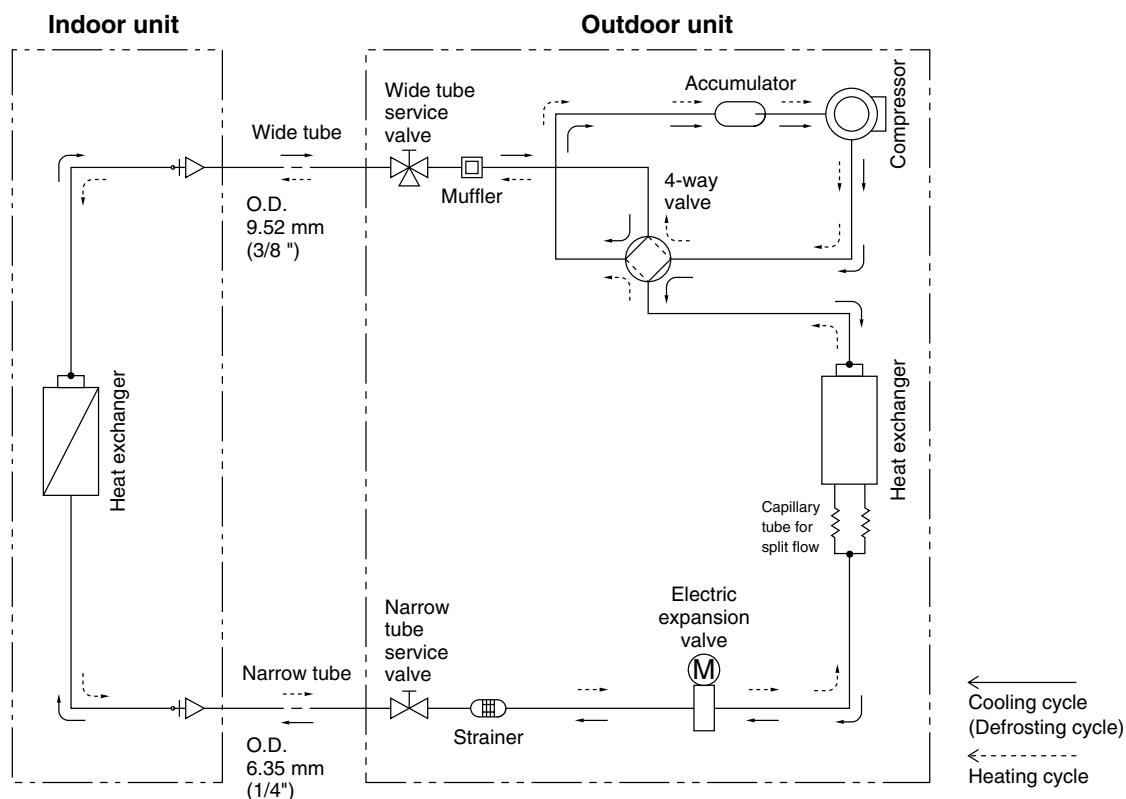 Indoor unit
Outdoor unit
Wide tube
service
valve
Accumulator
Compressor
Wide tube
Muffler
4-way
valve
O.D.
9.52 mm
(3/8 ")
Heat exchanger
Heat exchanger
Capillary
tube for
split flow
Narrow
tube
service
valve
Electric
expansion
valve
M
Narrow tube
Strainer
O.D.
6.35 mm
(1/4")
Cooling cycle
(Defrosting cycle)
Heating cycle